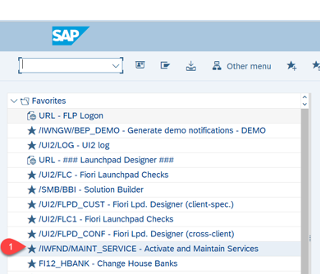 SAP
Other menu
Favorites
URL - FLP Logon
/IWNGW/BEP_DEMO - Generate demo notifications - DEMO
/UI2/LOG - UI2 log
URL - ### Launchpad Designer ###
/UI2/FLC - Fiori Launchpad Checks
/SMB/BBI - Solution Builder
/UI2/FLPD_CUST - Fiori Lpd. Designer (client-spec.)
/UI2/FLC1 - Fiori Launchpad Checks
/UI2/FLPD_CONF - Fiori Lpd. Designer (cross-client)
1 /IWFND/MAINT_SERVICE - Activate and Maintain Services
FI12_HBANK - Change House Banks